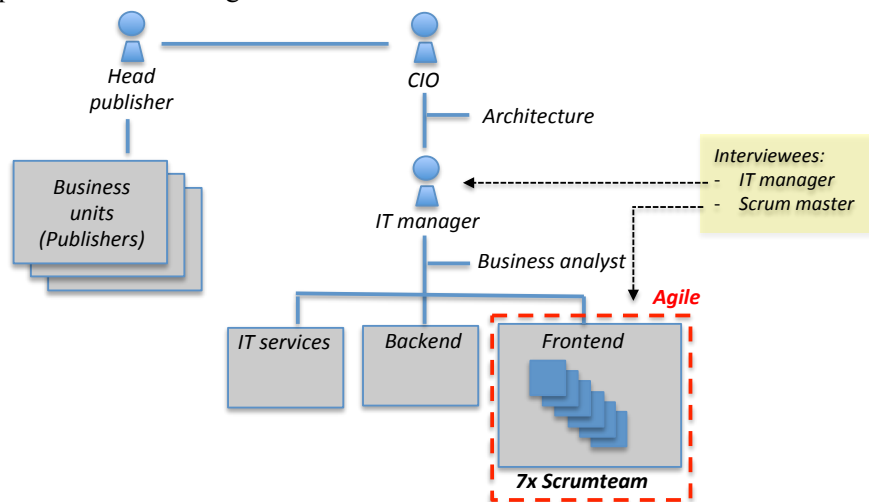 Head
publisher
CIO
Architecture
Business
units
(Publishers)
IT manager
Interviewees:
- IT manager
- Scrum master
Business analyst
Agile
IT services
Backend
Frontend
7x Scrumteam